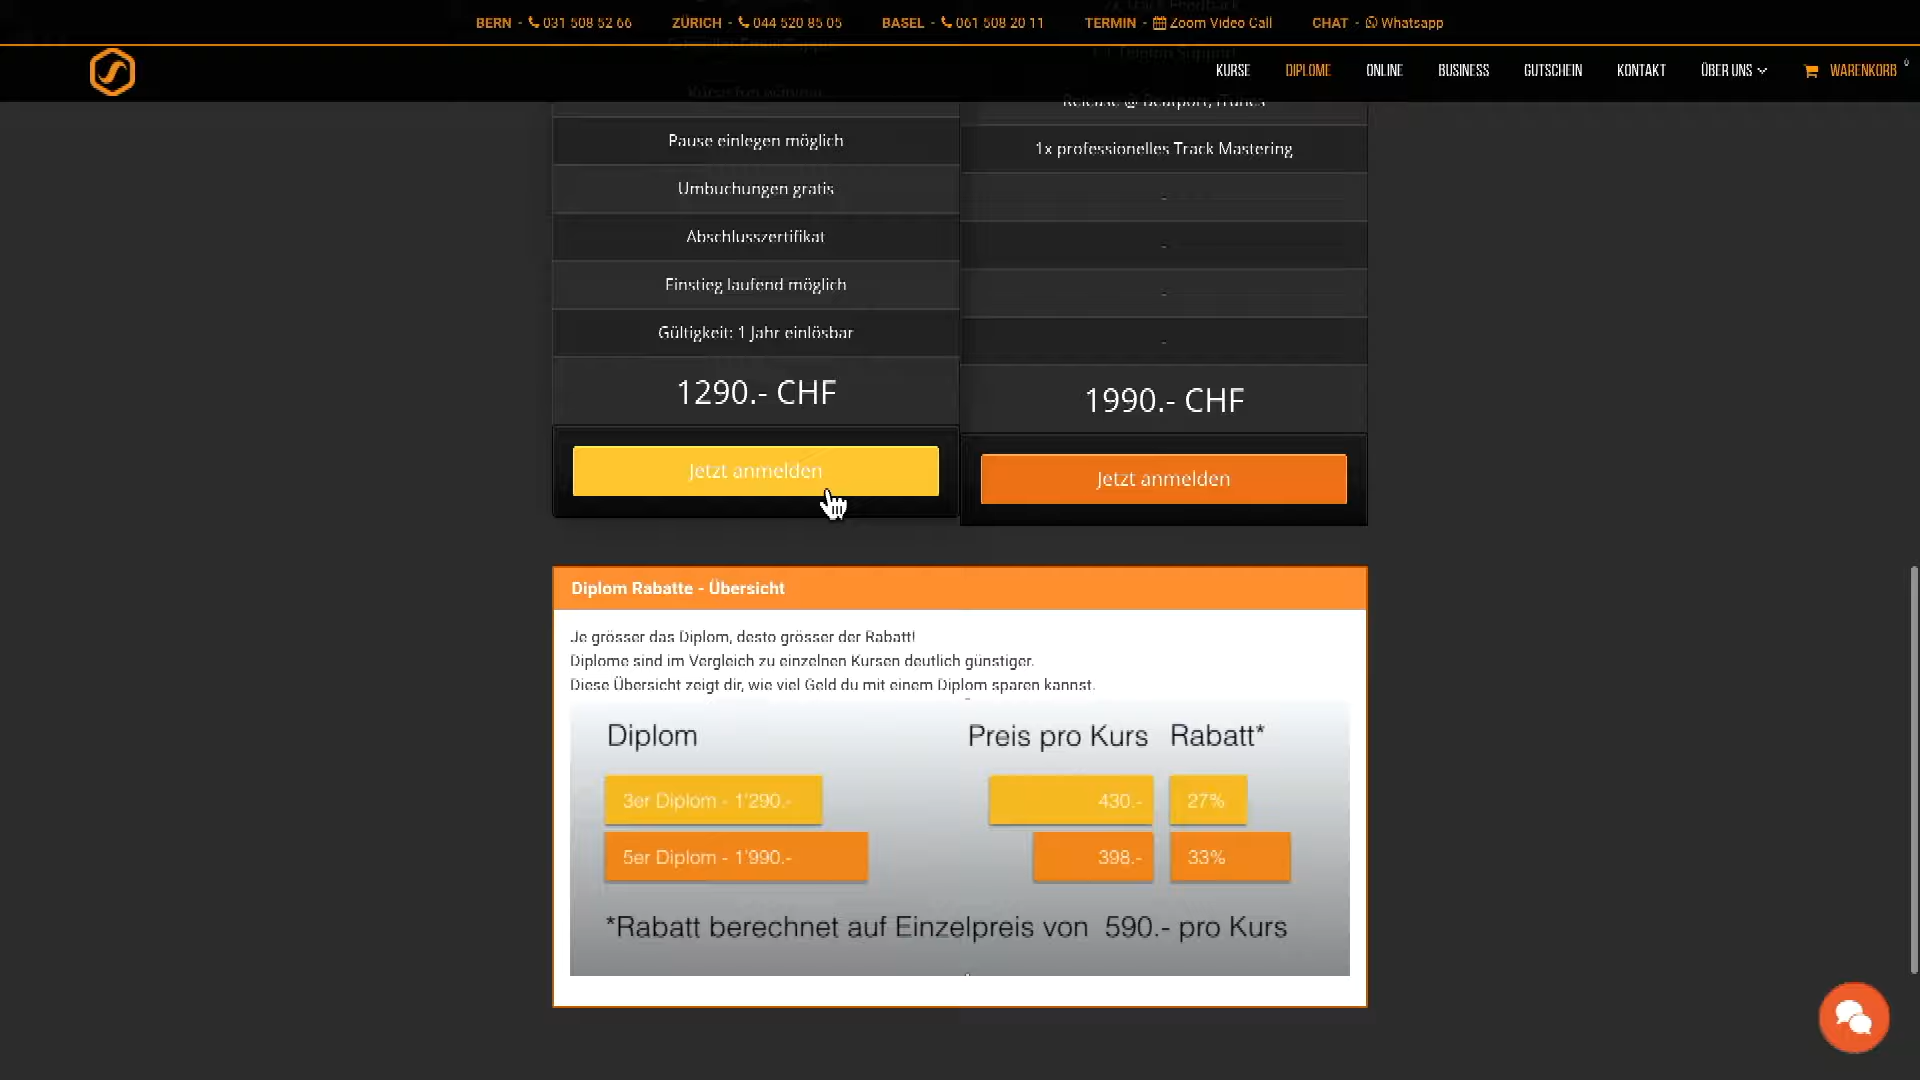 BERN - 031 508 52 66 ZÜRICH - 044 520 85 05 BASEL - 061 508 20 11 TERMIN - Zoom Video Call CHAT - Whatsapp
KURSE DIPLOME ONLINE BUSINESS GUTSCHEIN KONTAKT ÜBER UNS WARENKORB 0
Release @ Beatport, iTunes
Pause einlegen möglich
1x professionelles Track Mastering
Umbuchungen gratis
-
Abschlusszertifikat
-
Einstieg laufend möglich
-
Gültigkeit: 1 Jahr einlösbar
-
1290.- CHF
1990.- CHF
Jetzt anmelden
Jetzt anmelden
Diplom Rabatte - Übersicht
Je grösser das Diplom, desto grösser der Rabatt!
Diplome sind im Vergleich zu einzelnen Kursen deutlich günstiger.
Diese Übersicht zeigt dir, wie viel Geld du mit einem Diplom sparen kannst.
Diplom Preis pro Kurs Rabatt*
3er Diplom - 1'290.- 430.- 27%
5er Diplom - 1'990.- 398.- 33%
*Rabatt berechnet auf Einzelpreis von 590.- pro Kurs